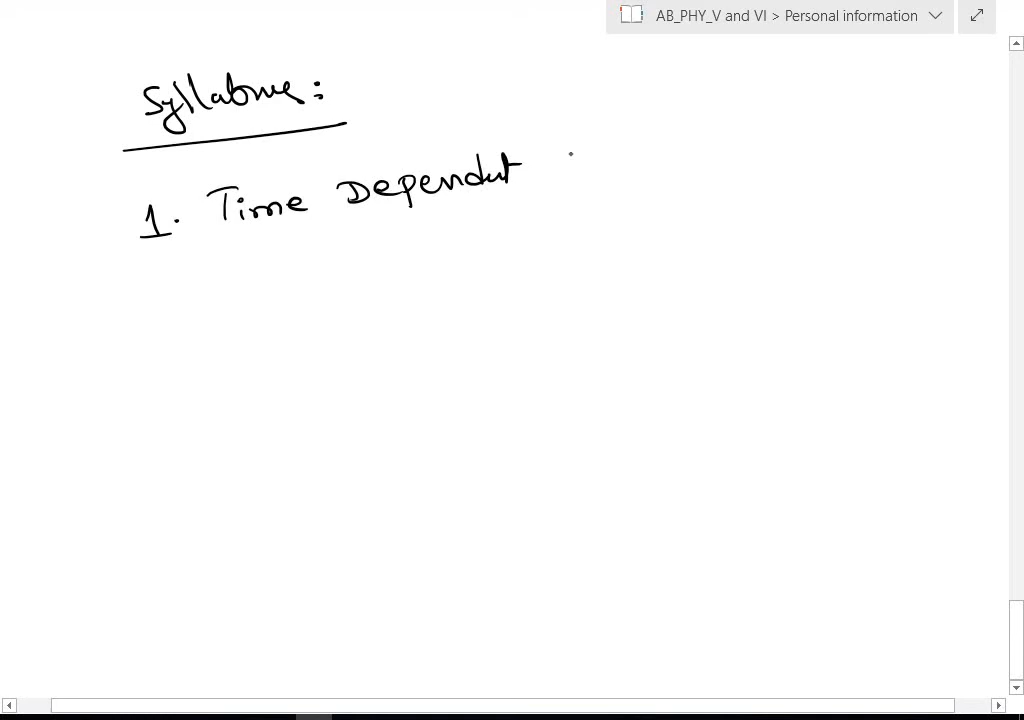 AB_PHY_V and VI > Personal information
Syllabus:
1. Time Dependent